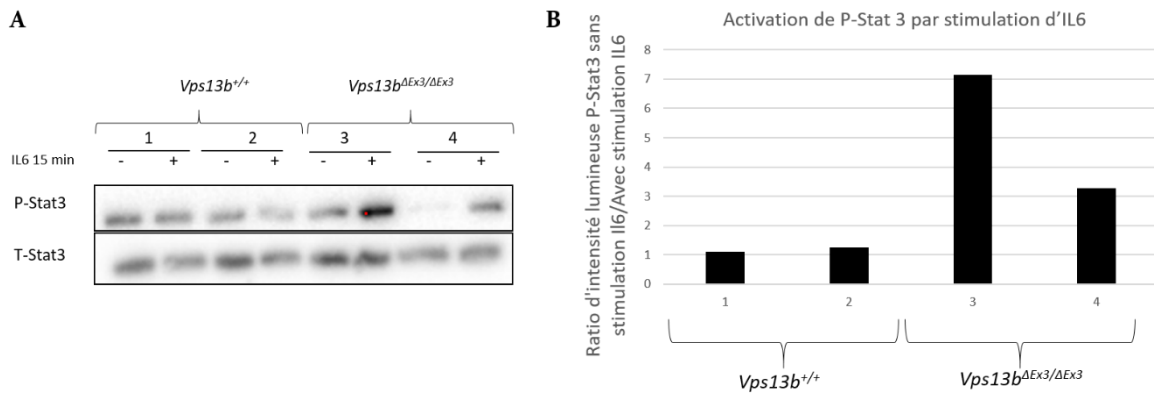 A
Vps13b+/+
Vps13bΔEx3/ΔEx3
1
2
3
4
IL6 15 min
-
+
-
+
-
+
-
+
P-Stat3
T-Stat3
B
Activation de P-Stat 3 par stimulation d'IL6
Ratio d'intensité lumineuse P-Stat3 sans
stimulation Il6/Avec stimulation IL6
8
7
6
5
4
3
2
1
0
1
2
3
4
Vps13b+/+
Vps13bΔEx3/ΔEx3